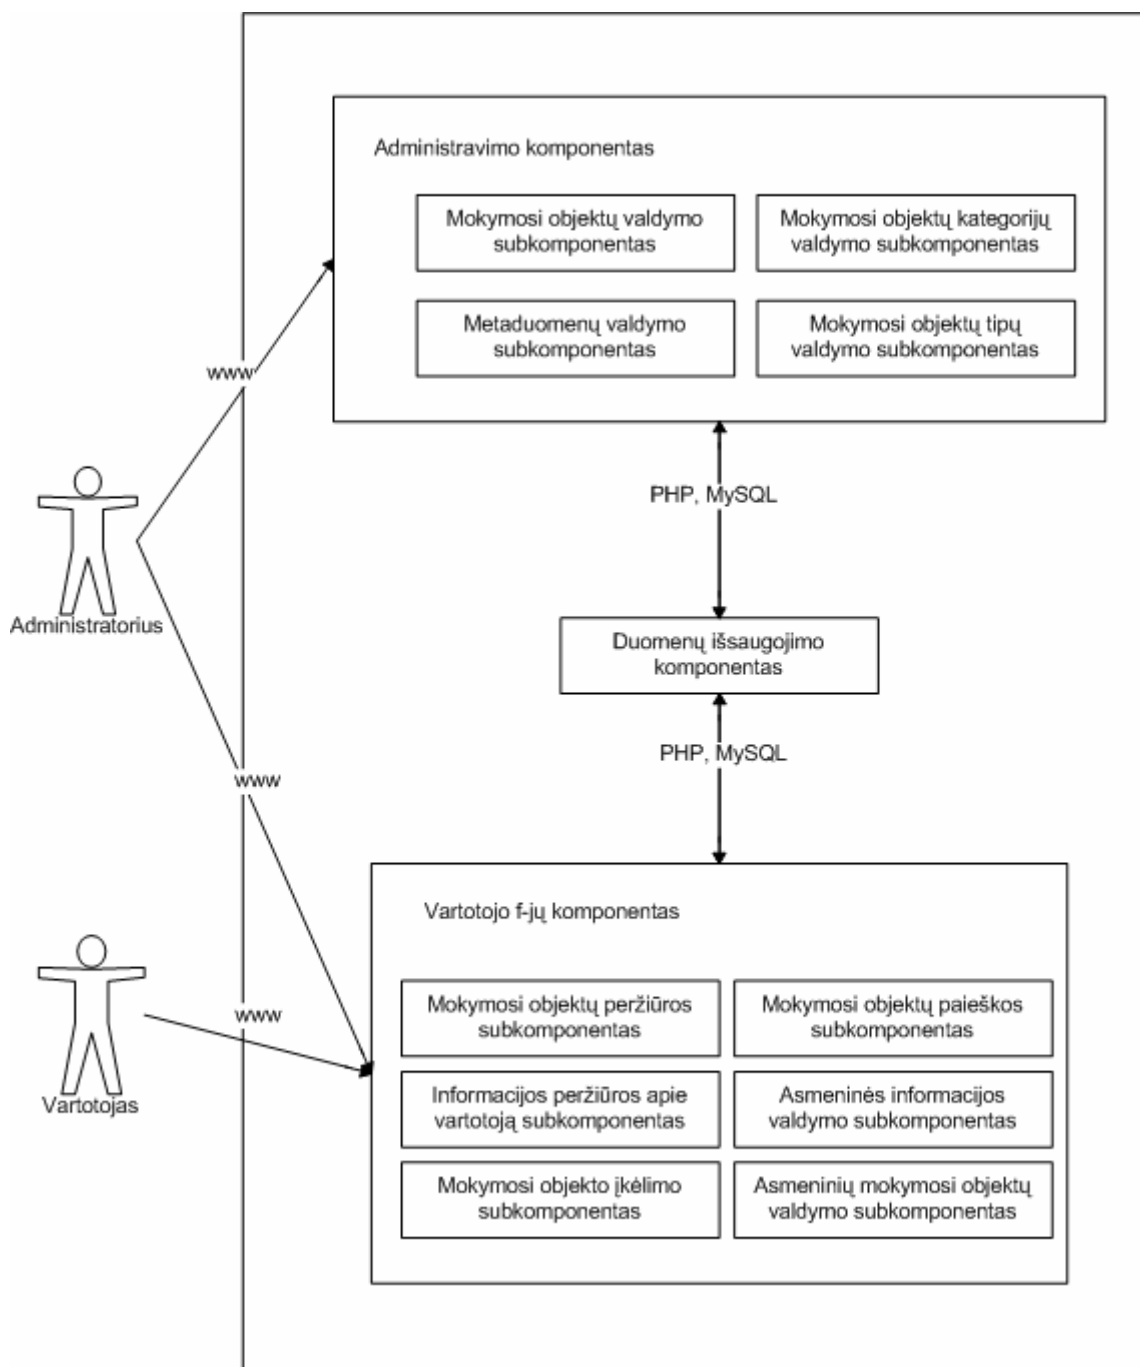 Administravimo komponentas
Mokymosi objektų valdymo
subkomponentas
Mokymosi objektų kategorijų
valdymo subkomponentas
Metaduomenų valdymo
subkomponentas
Mokymosi objektų tipų
valdymo subkomponentas
www
PHP, MySQL
Administratorius
Duomenų išsaugojimo
komponentas
PHP, MySQL
www
Vartotojo f-jų komponentas
Mokymosi objektų peržiūros
subkomponentas
Mokymosi objektų paieškos
subkomponentas
www
Informacijos peržiūros apie
vartotoją subkomponentas
Asmeninės informacijos
valdymo subkomponentas
Vartotojas
Mokymosi objekto įkėlimo
subkomponentas
Asmeninių mokymosi objektų
valdymo subkomponentas